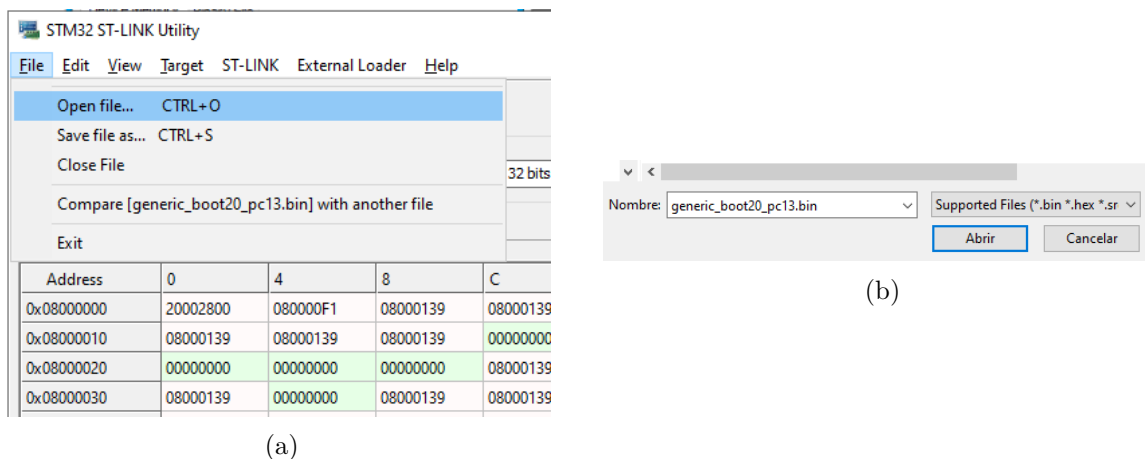 STM32 ST-LINK Utility
File Edit View Target ST-LINK External Loader Help
Open file... CTRL+O
Save file as... CTRL+S
Close File
32 bits
Compare [generic_boot20_pc13.bin] with another file
Exit
Address 0 4 8 C
0x08000000 20002800 080000F1 08000139 08000139
0x08000010 08000139 08000139 08000139 00000000
0x08000020 00000000 00000000 00000000 08000139
0x08000030 08000139 00000000 08000139 08000139
(a)
Nombre: generic_boot20_pc13.bin Supported Files (*.bin *.hex *.sr
Abrir Cancelar
(b)